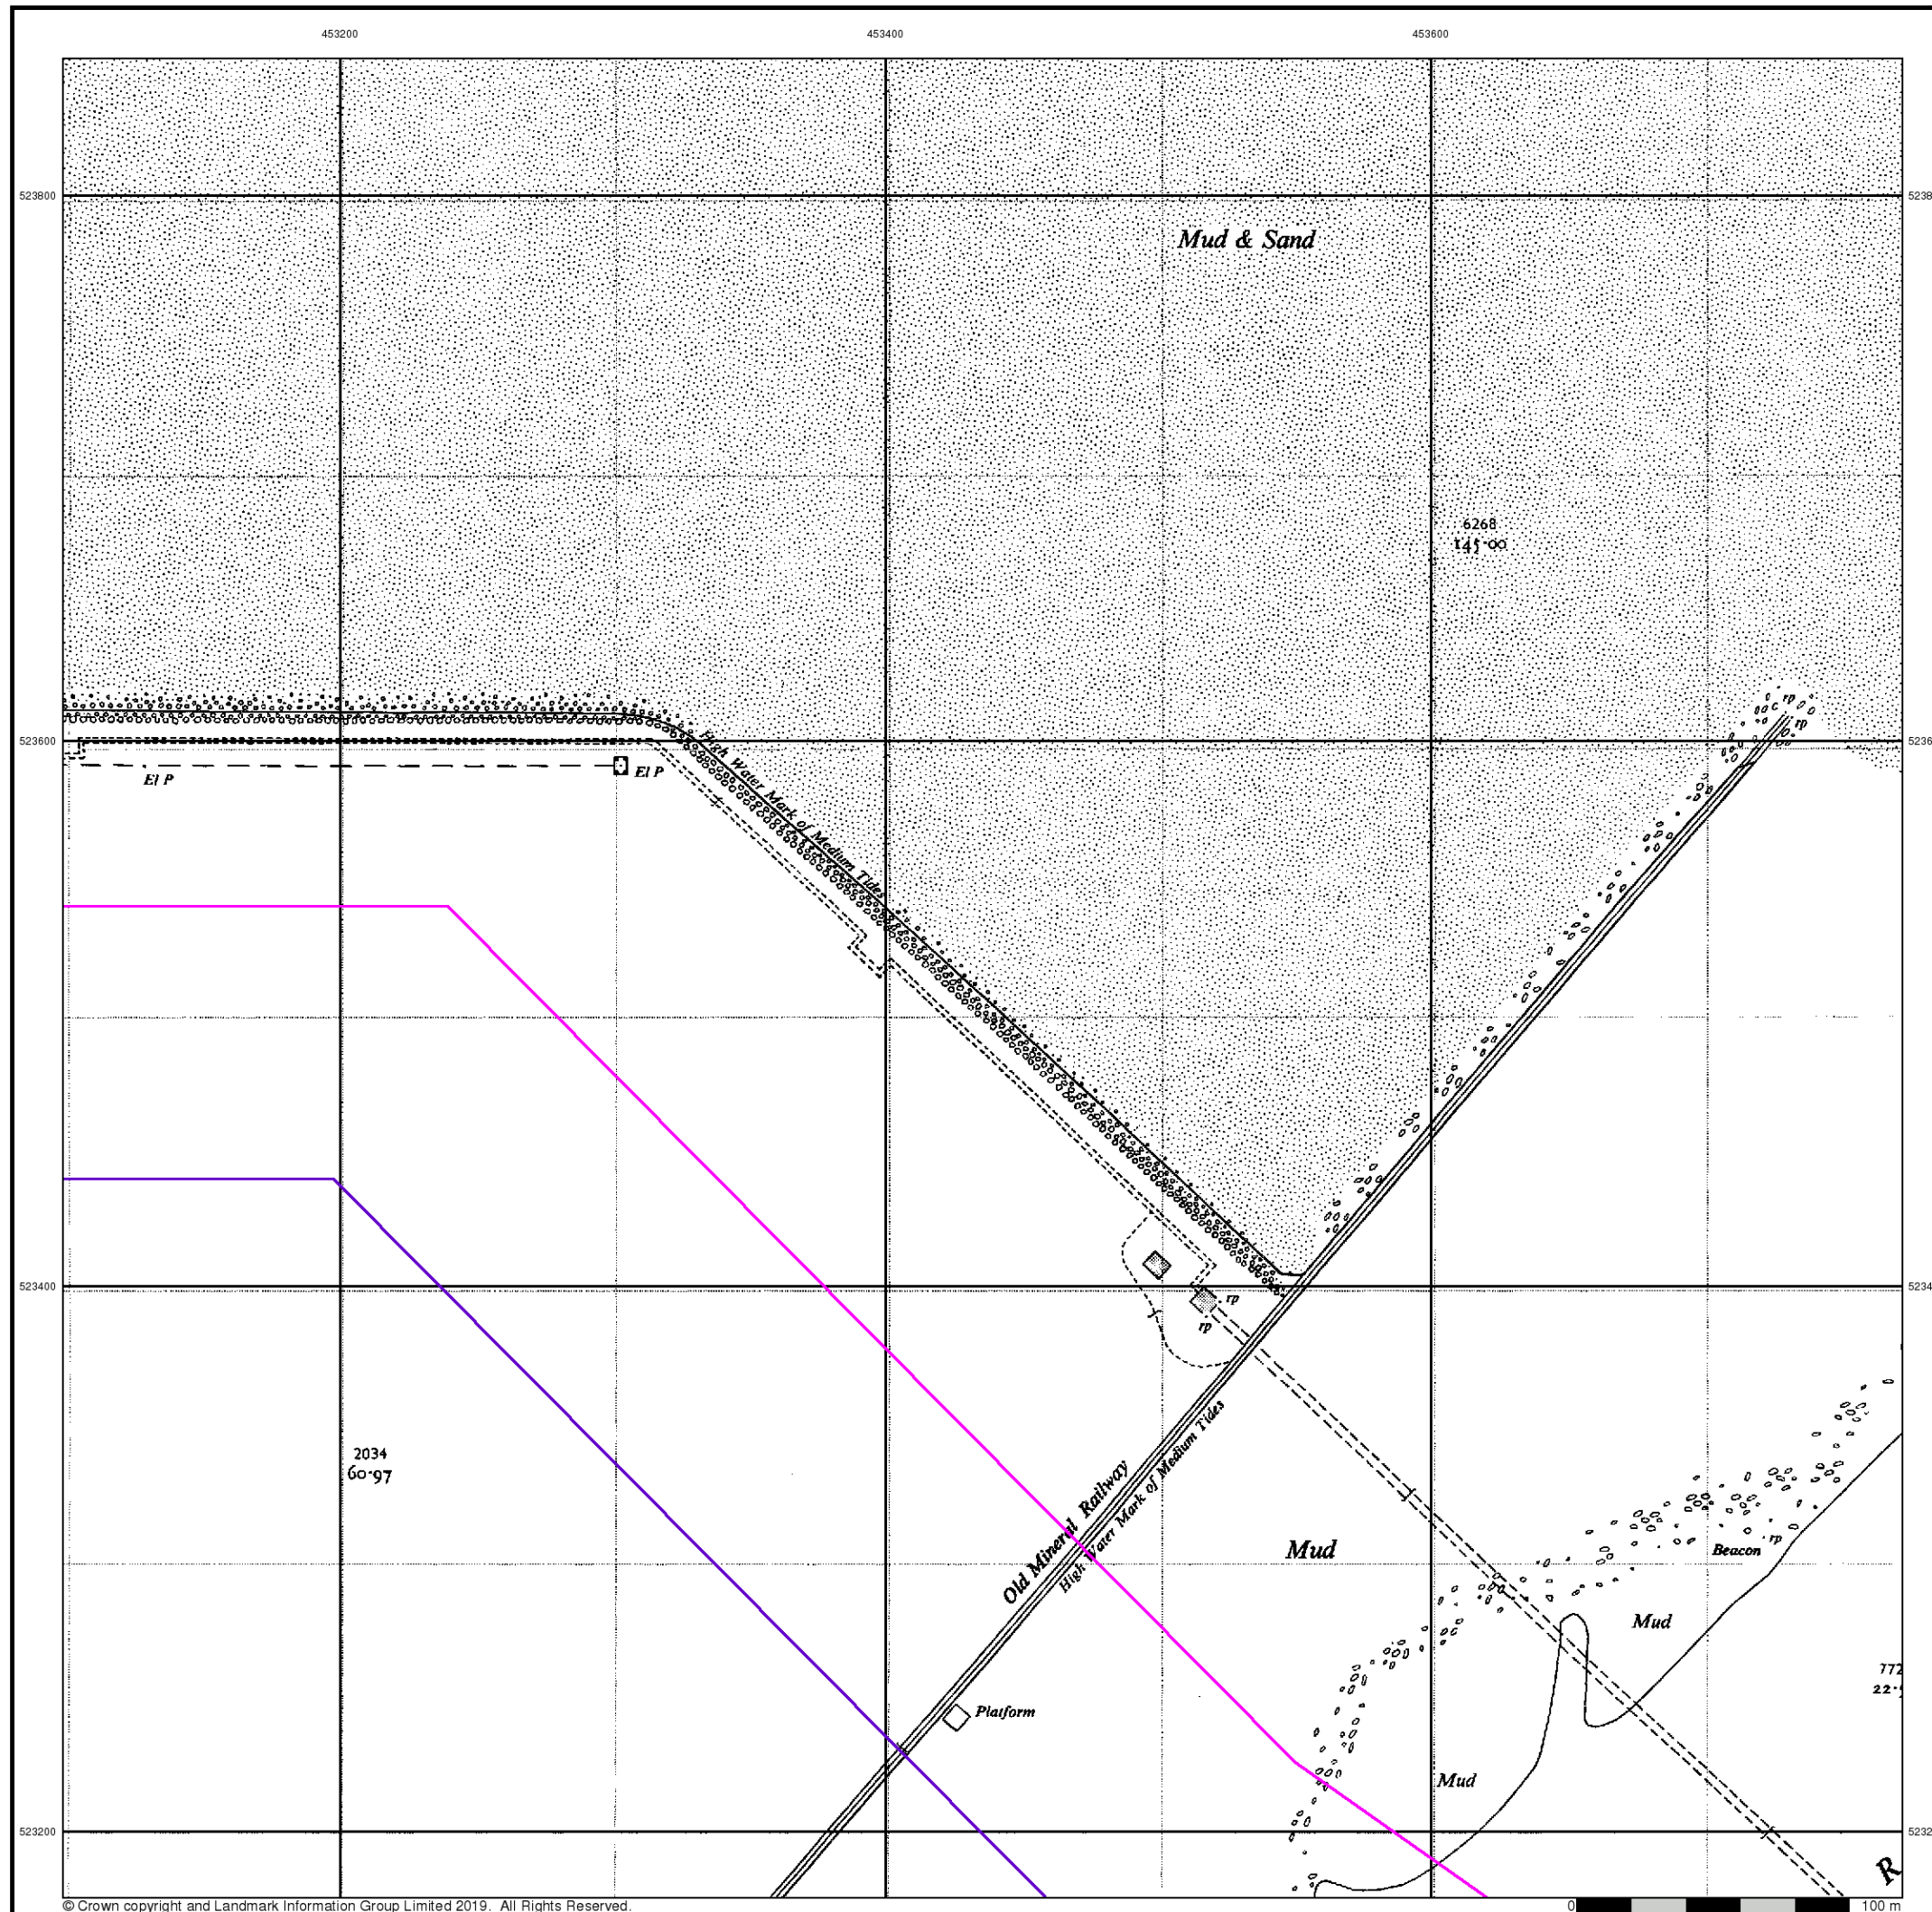 453200 453400 453600
523800 5238
Mud & Sand
6268
145·00
rp
c
rp
523600 5236
High Water Mark of Medium Tides
El P El P
523400 5234
rp
rp
2034
60·97
Old Mineral Railway
High Water Mark of Medium Tides
Mud
Beacon rp
Mud
772
Platform
Mud
523200 5232
R
© Crown copyright and Landmark Information Group Limited 2019. All Rights Reserved.
0 100 m